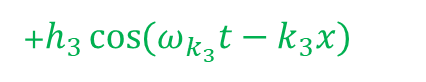 +h₃ cos(ω_{k₃}t − k₃x)